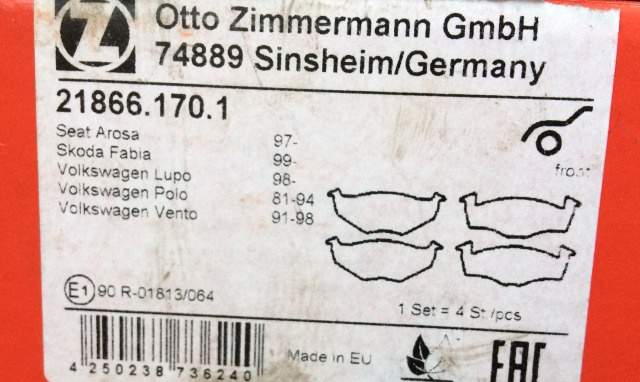 Z
Otto Zimmermann GmbH
74889 Sinsheim/Germany
21866.170.1
Seat Arosa 97-
Skoda Fabia 99-
Volkswagen Lupo 98-
Volkswagen Polo 81-94
Volkswagen Vento 91-98
front
E1 90 R-01813/064
1 Set = 4 St./pcs
Made in EU
EAC
4 250238 736240